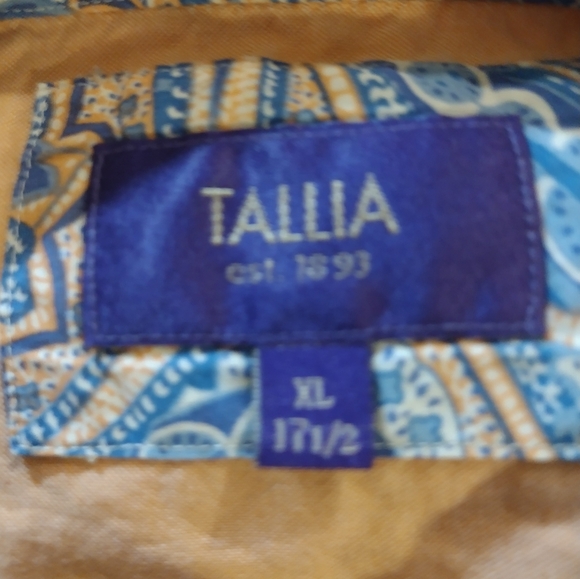 TALLIA
est. 1893
XL
17 1/2